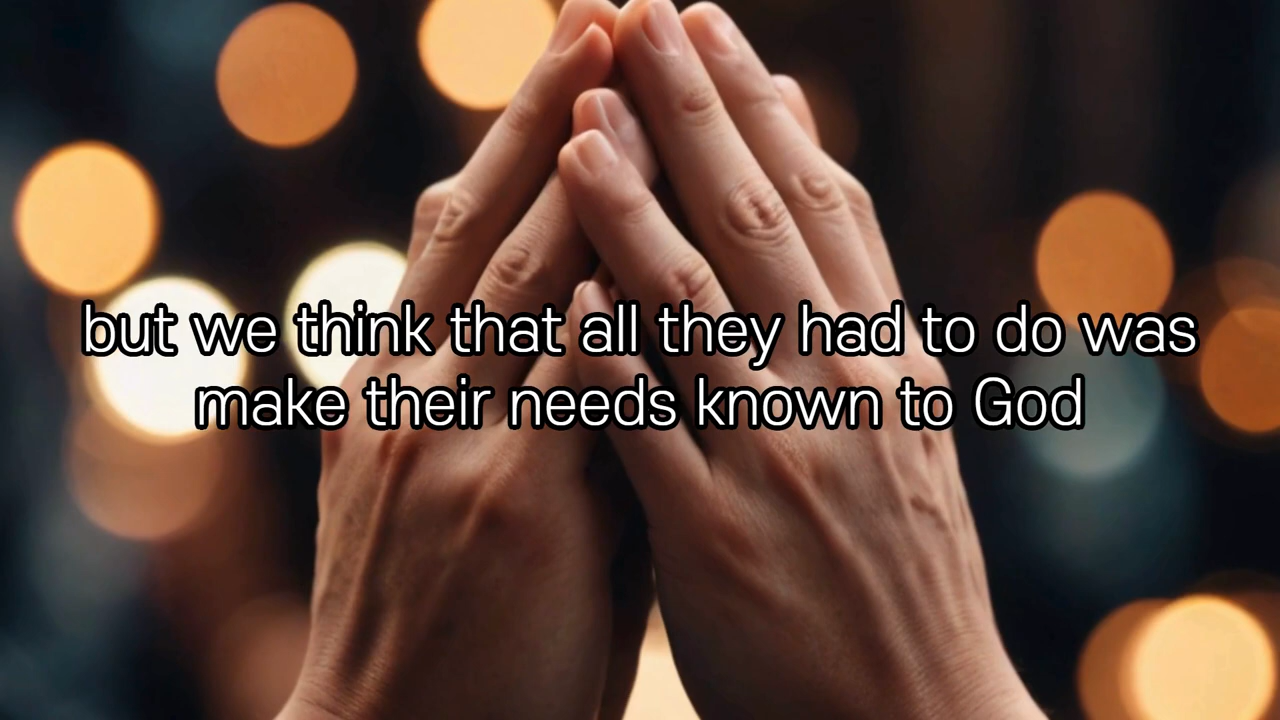 but we think that all they had to do was
make their needs known to God